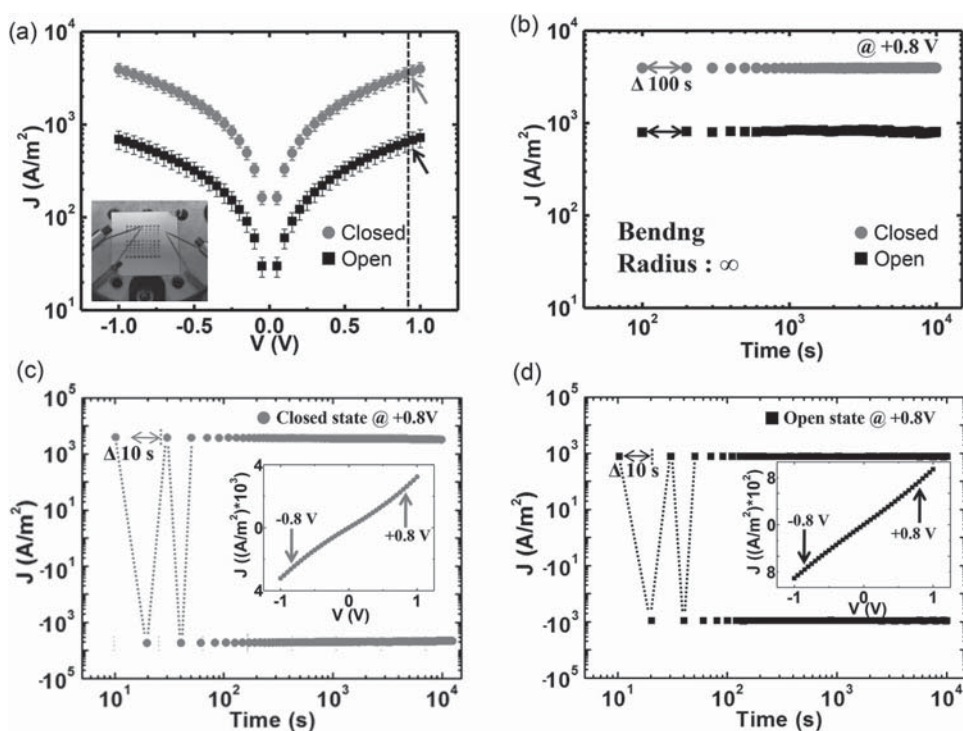 (a)
10⁴
10³
10²
10¹
J (A/m²)
Closed
Open
-1.0 -0.5 0.0 0.5 1.0
V (V)
(b)
@ +0.8 V
Δ 100 s
10⁴
10³
10²
10¹
J (A/m²)
Bendng
Radius : ∞
Closed
Open
10² 10³ 10⁴
Time (s)
(c)
10⁵
10³
10¹
-10¹
-10³
-10⁵
J (A/m²)
Closed state @ +0.8V
Δ 10 s
4
0
4
J ((A/m²)*10³)
-0.8 V
+0.8 V
-1 0 1
V (V)
10¹ 10² 10³ 10⁴
Time (s)
(d)
10⁵
10³
10¹
-10¹
-10³
-10⁵
J (A/m²)
Open state @ +0.8V
Δ 10 s
8
0
8
J ((A/m²)*10²)
-0.8 V
+0.8 V
-1 0 1
V (V)
10¹ 10² 10³ 10⁴
Time (s)